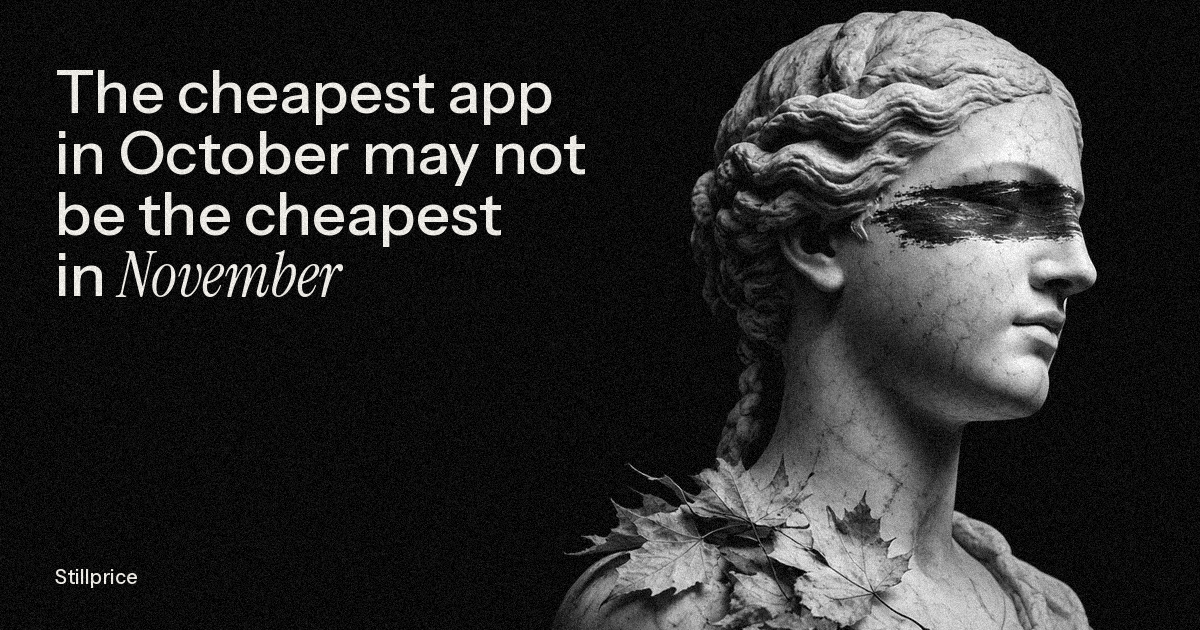 The cheapest app
in October may not
be the cheapest
in November
Stillprice